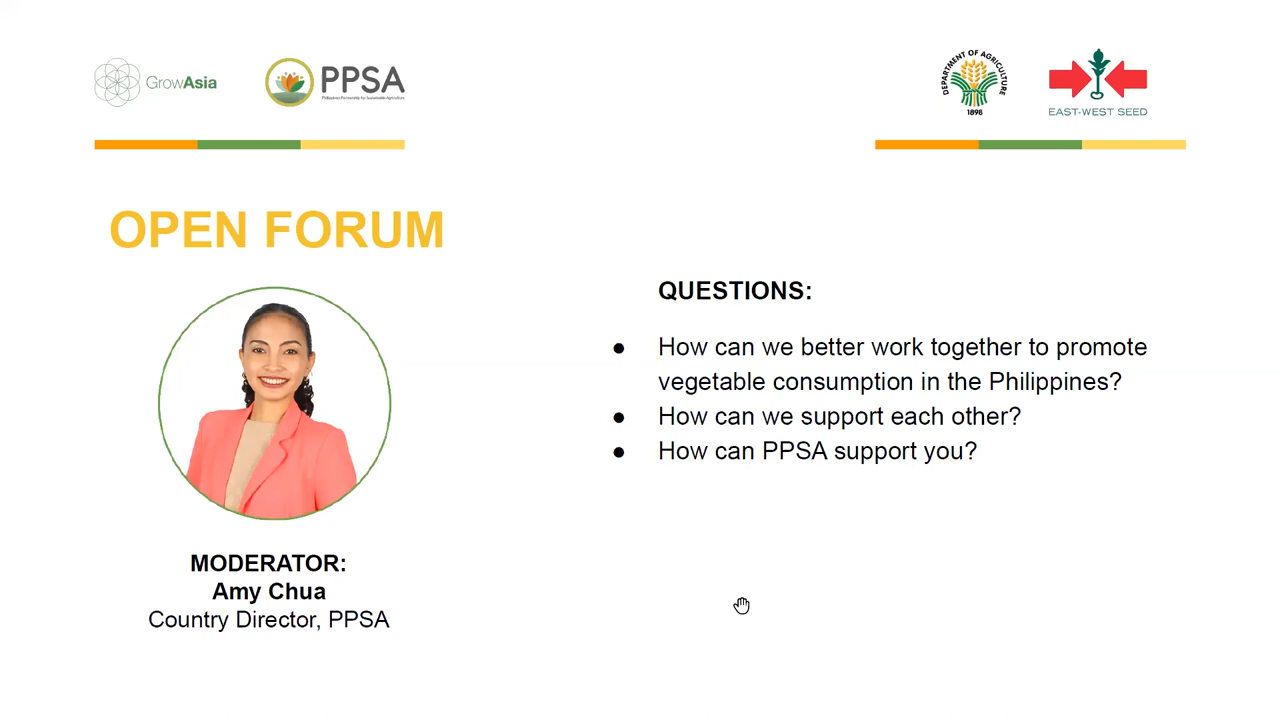 GrowAsia
PPSA
Philippines Partnership for Sustainable Agriculture
DEPARTMENT OF AGRICULTURE
1898
EAST-WEST SEED
OPEN FORUM
QUESTIONS:
● How can we better work together to promote
vegetable consumption in the Philippines?
● How can we support each other?
● How can PPSA support you?
MODERATOR:
Amy Chua
Country Director, PPSA